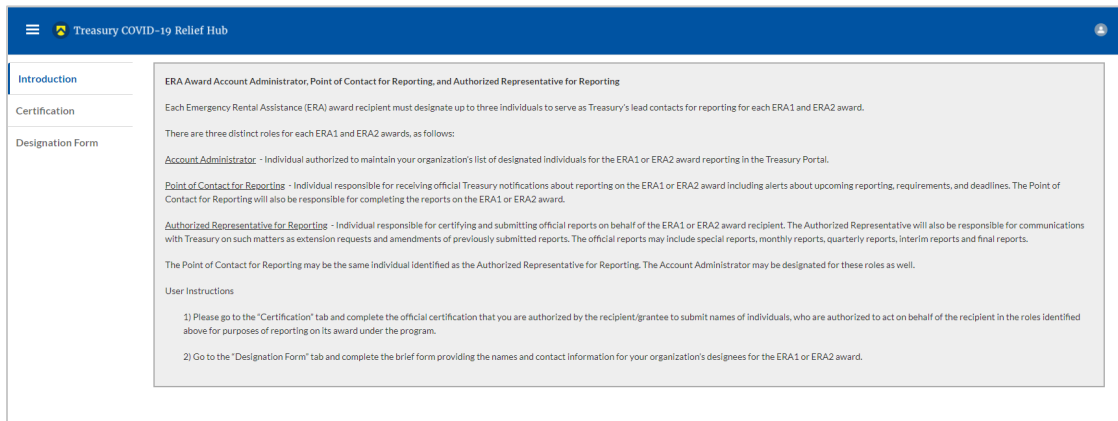 Treasury COVID-19 Relief Hub
Introduction
Certification
Designation Form
ERA Award Account Administrator, Point of Contact for Reporting, and Authorized Representative for Reporting
Each Emergency Rental Assistance (ERA) award recipient must designate up to three individuals to serve as Treasury's lead contacts for reporting for each ERA1 and ERA2 award.
There are three distinct roles for each ERA1 and ERA2 awards, as follows:
Account Administrator - Individual authorized to maintain your organization's list of designated individuals for the ERA1 or ERA2 award reporting in the Treasury Portal.
Point of Contact for Reporting - Individual responsible for receiving official Treasury notifications about reporting on the ERA1 or ERA2 award including alerts about upcoming reporting, requirements, and deadlines. The Point of
Contact for Reporting will also be responsible for completing the reports on the ERA1 or ERA2 award.
Authorized Representative for Reporting - Individual responsible for certifying and submitting official reports on behalf of the ERA1 or ERA2 award recipient. The Authorized Representative will also be responsible for communications
with Treasury on such matters as extension requests and amendments of previously submitted reports. The official reports may include special reports, monthly reports, quarterly reports, interim reports and final reports.
The Point of Contact for Reporting may be the same individual identified as the Authorized Representative for Reporting. The Account Administrator may be designated for these roles as well.
User Instructions
1) Please go to the "Certification" tab and complete the official certification that you are authorized by the recipient/grantee to submit names of individuals, who are authorized to act on behalf of the recipient in the roles identified
above for purposes of reporting on its award under the program.
2) Go to the "Designation Form" tab and complete the brief form providing the names and contact information for your organization's designees for the ERA1 or ERA2 award.